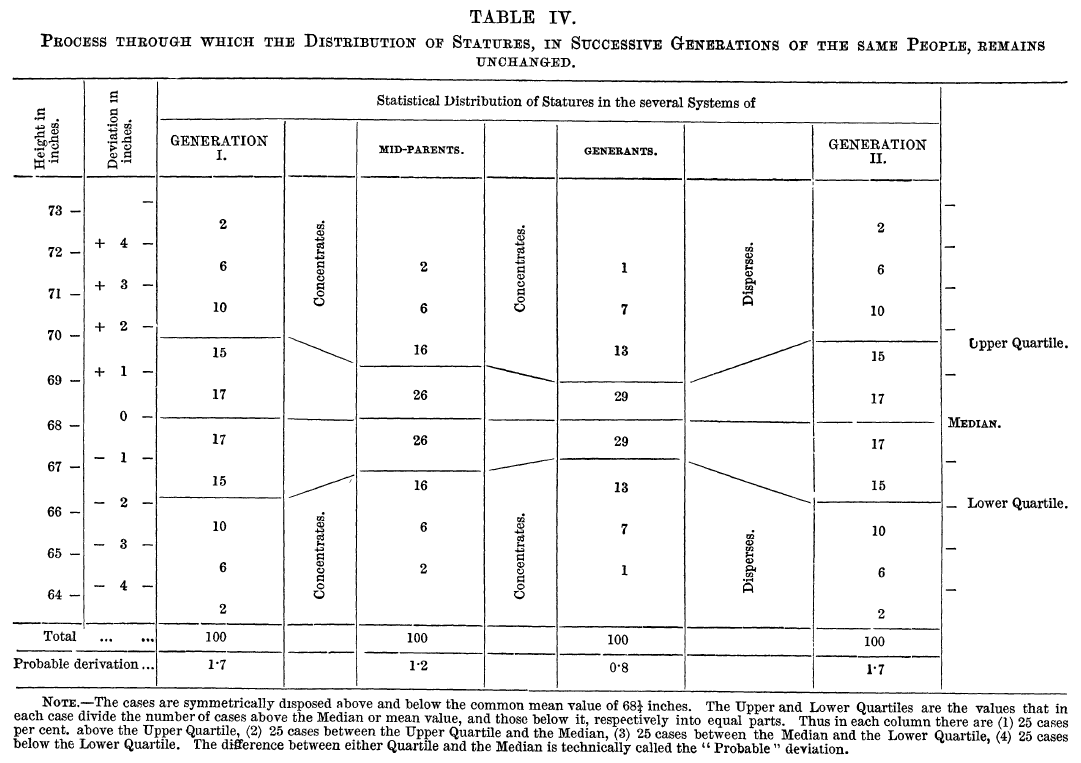 TABLE IV.
PROCESS THROUGH WHICH THE DISTRIBUTION OF STATURES, IN SUCCESSIVE GENERATIONS OF THE SAME PEOPLE, REMAINS
UNCHANGED.
Height in inches.
Deviation in inches.
Statistical Distribution of Statures in the several Systems of
GENERATION I. MID-PARENTS. GENERANTS. GENERATION II.
Concentrates. Concentrates. Disperses.
73 —
2 2
+ 4 —
72 —
6 2 1 6
+ 3 —
71 —
10 6 7 10
+ 2 —
70 —
Upper Quartile.
15 16 13 15
+ 1 —
69 —
17 26 29 17
0 —
68 —
MEDIAN.
17 26 29 17
— 1 —
67 —
15 16 13 15
— 2 —
Lower Quartile.
66 —
10 6 7 10
— 3 —
65 —
6 2 1 6
— 4 —
64 —
2 2
Concentrates. Concentrates. Disperses.
Total ... ... 100 100 100 100
Probable derivation... 1·7 1·2 0·8 1·7
NOTE.—The cases are symmetrically disposed above and below the common mean value of 68¼ inches. The Upper and Lower Quartiles are the values that in
each case divide the number of cases above the Median or mean value, and those below it, respectively into equal parts. Thus in each column there are (1) 25 cases
per cent. above the Upper Quartile, (2) 25 cases between the Upper Quartile and the Median, (3) 25 cases between the Median and the Lower Quartile, (4) 25 cases
below the Lower Quartile. The difference between either Quartile and the Median is technically called the “ Probable ” deviation.